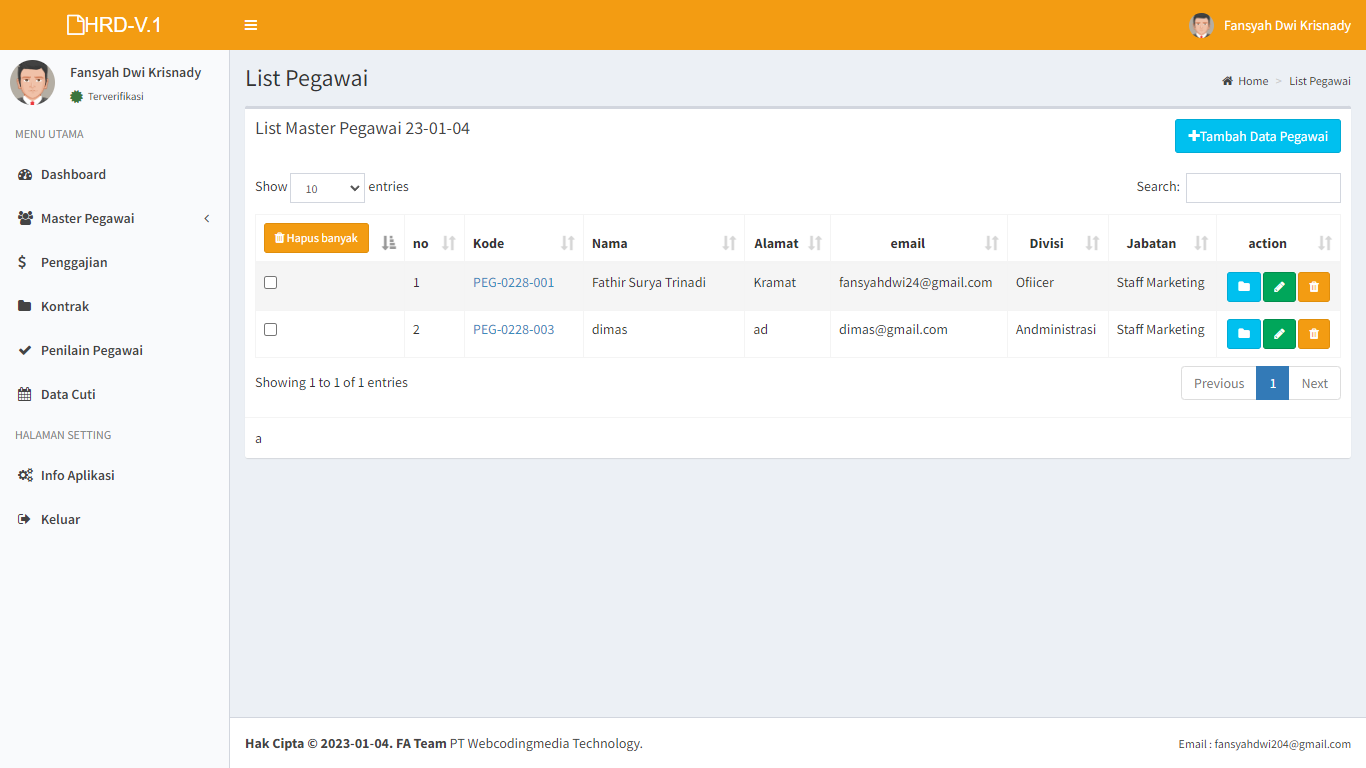 HRD-V.1
Fansyah Dwi Krisnady
Fansyah Dwi Krisnady
Terverifikasi
MENU UTAMA
Dashboard
Master Pegawai
Penggajian
Kontrak
Penilain Pegawai
Data Cuti
HALAMAN SETTING
Info Aplikasi
Keluar
List Pegawai
Home > List Pegawai
List Master Pegawai 23-01-04
Tambah Data Pegawai
Show 10 entries
Search:
Hapus banyak no Kode Nama Alamat email Divisi Jabatan action
1 PEG-0228-001 Fathir Surya Trinadi Kramat fansyahdwi24@gmail.com Ofiicer Staff Marketing
2 PEG-0228-003 dimas ad dimas@gmail.com Andministrasi Staff Marketing
Showing 1 to 1 of 1 entries
Previous 1 Next
a
Hak Cipta © 2023-01-04. FA Team PT Webcodingmedia Technology.
Email : fansyahdwi204@gmail.com